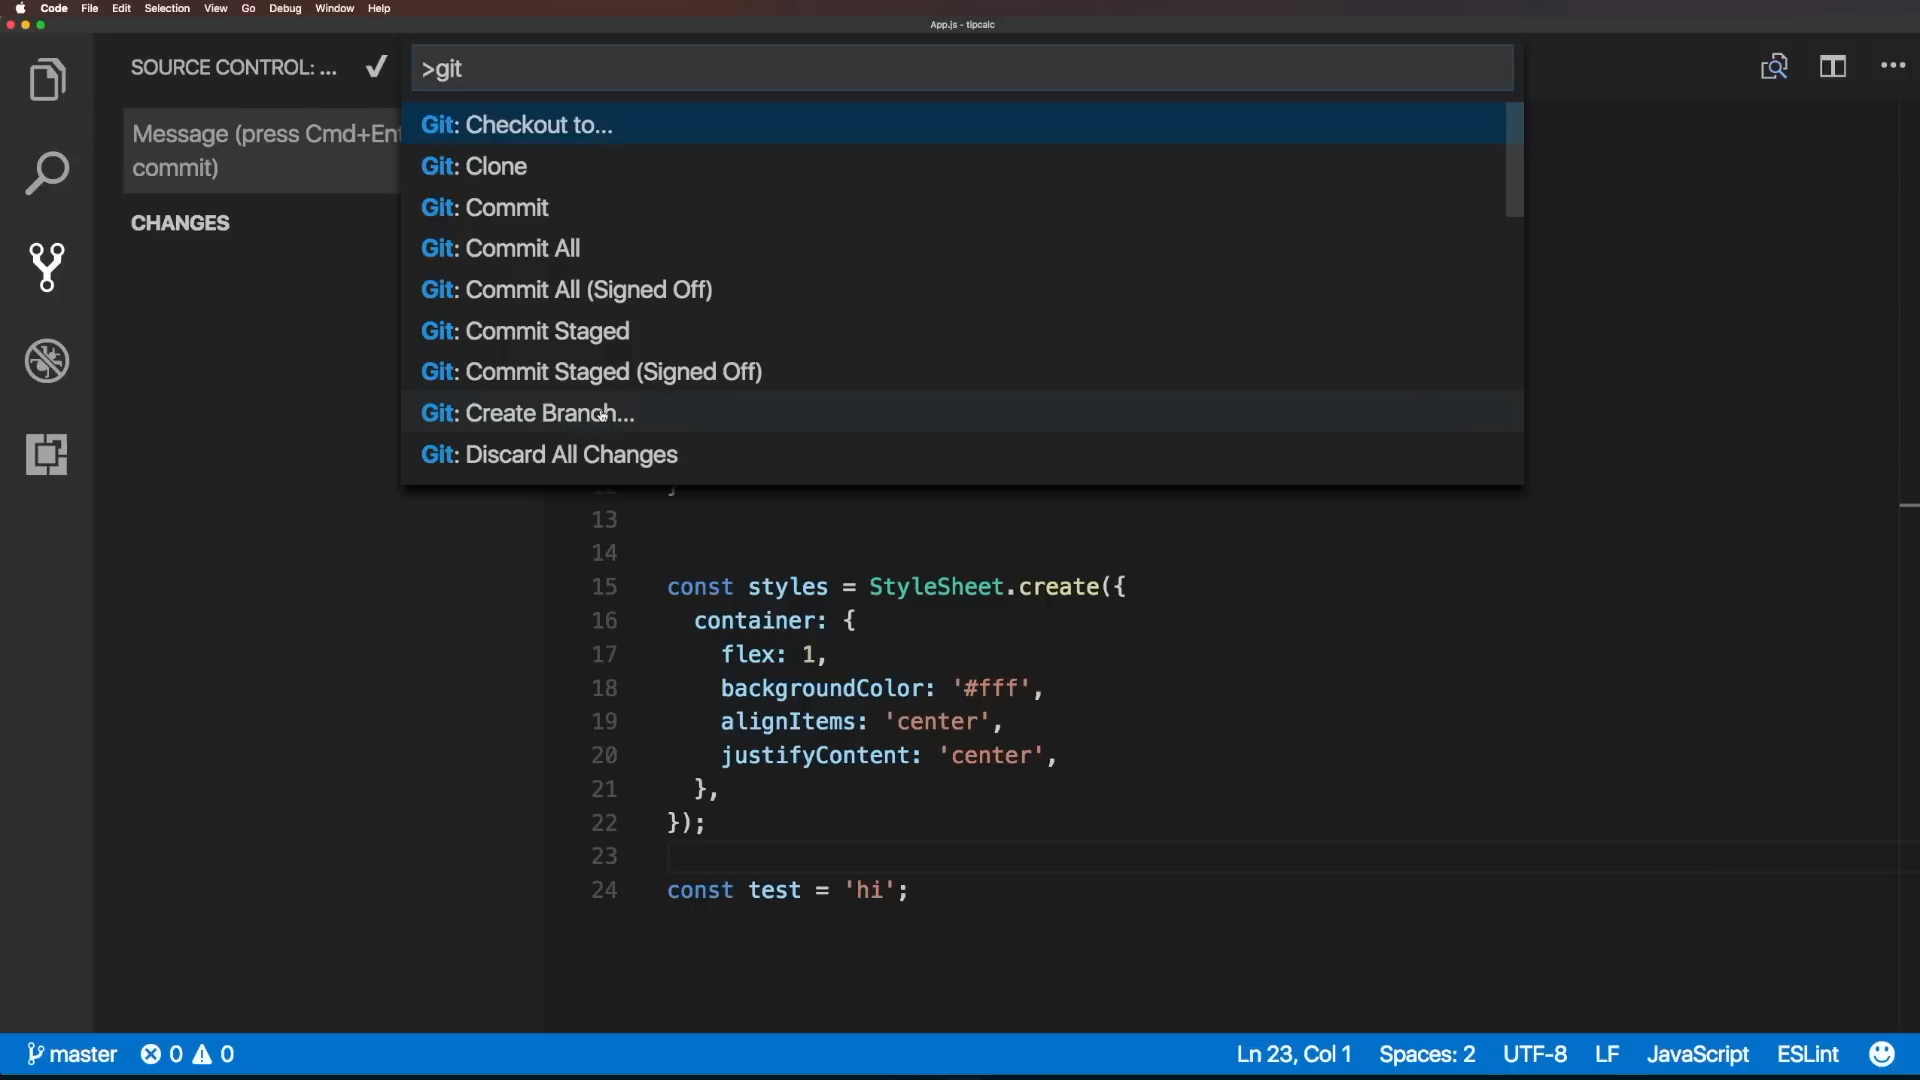 Code File Edit Selection View Go Debug Window Help
App.js - tipcalc
SOURCE CONTROL: ...
>git
Message (press Cmd+Ent
commit)
CHANGES
Git: Checkout to...
Git: Clone
Git: Commit
Git: Commit All
Git: Commit All (Signed Off)
Git: Commit Staged
Git: Commit Staged (Signed Off)
Git: Create Branch...
Git: Discard All Changes
12 }
13
14
15 const styles = StyleSheet.create({
16 container: {
17 flex: 1,
18 backgroundColor: '#fff',
19 alignItems: 'center',
20 justifyContent: 'center',
21 },
22 });
23
24 const test = 'hi';
master 0 0 Ln 23, Col 1 Spaces: 2 UTF-8 LF JavaScript ESLint